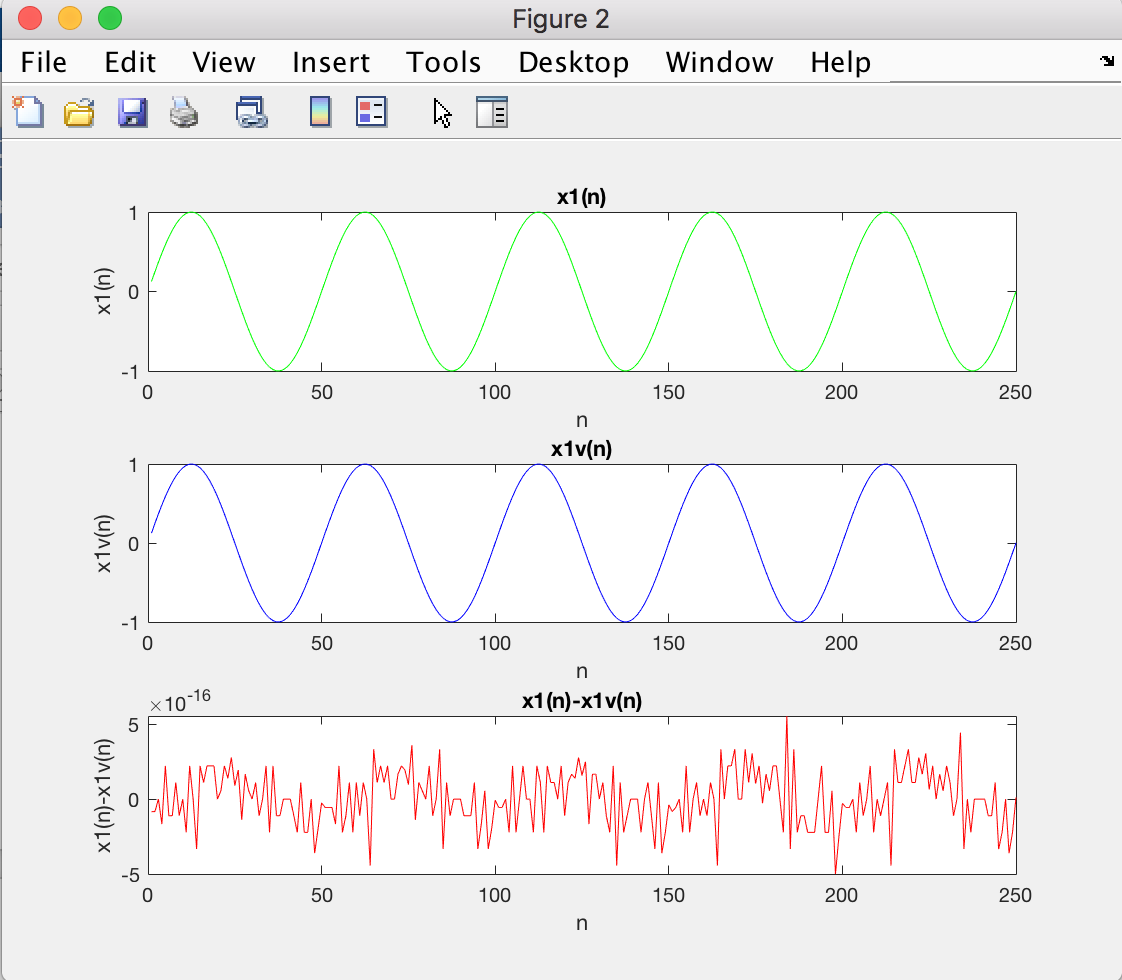 Figure 2
File Edit View Insert Tools Desktop Window Help
x1(n)
1
0
-1
x1(n)
0 50 100 150 200 250
n
x1v(n)
1
0
-1
x1v(n)
0 50 100 150 200 250
n
×10^-16
x1(n)-x1v(n)
5
0
-5
x1(n)-x1v(n)
0 50 100 150 200 250
n